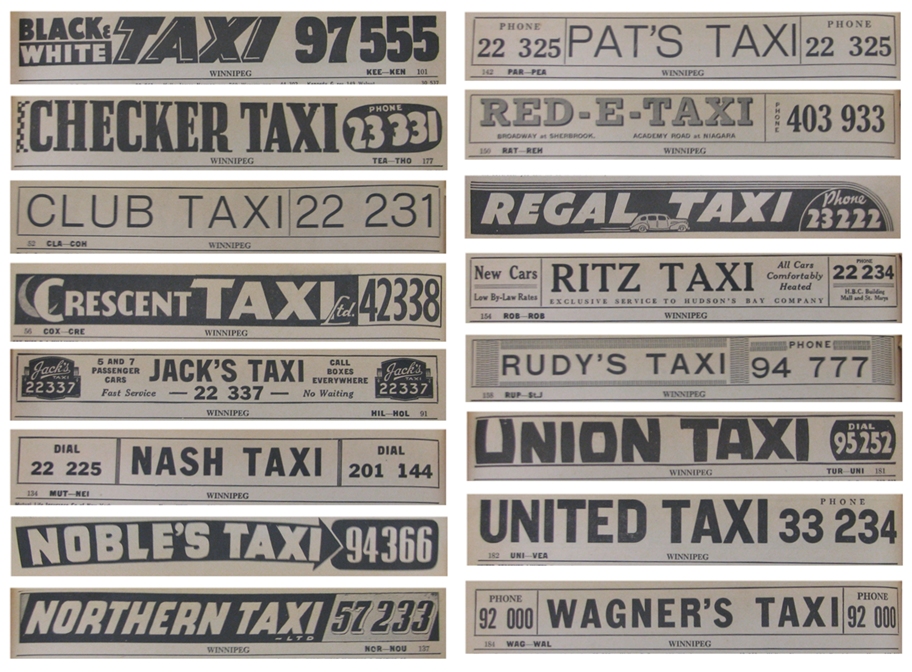 BLACK & WHITE TAXI 97 555
WINNIPEG KEE—KEN 101
CHECKER TAXI PHONE 23 331
WINNIPEG TEA—THO 177
CLUB TAXI 22 231
52 CLA—COH WINNIPEG
CRESCENT TAXI Ltd. 42338
56 COX—CRE WINNIPEG
Jack's TAXI 22337
5 AND 7 PASSENGER CARS
JACK'S TAXI
CALL BOXES EVERYWHERE
Fast Service — 22 337 — No Waiting
Jack's TAXI 22337
WINNIPEG HIL—HOL 91
DIAL 22 225
NASH TAXI
DIAL 201 144
134 MUT—NEI WINNIPEG
NOBLE'S TAXI 94366
NORTHERN TAXI LTD 57 233
WINNIPEG NOR—NOU 137
PHONE 22 325
PAT'S TAXI
PHONE 22 325
142 PAR—PEA WINNIPEG
RED-E-TAXI PHONE 403 933
BROADWAY at SHERBROOK. ACADEMY ROAD at NIAGARA
150 RAT—REH WINNIPEG
REGAL TAXI Phone 23222
New Cars
Low By-Law Rates
RITZ TAXI
All Cars Comfortably Heated
EXCLUSIVE SERVICE TO HUDSON'S BAY COMPANY
PHONE 22 234
H.B.C. Building
Mall and St. Marys
154 ROB—ROB WINNIPEG
RUDY'S TAXI PHONE 94 777
158 RUP—St.J WINNIPEG
UNION TAXI DIAL 95252
WINNIPEG TUR—UNI 181
UNITED TAXI PHONE 33 234
182 UNI—VEA WINNIPEG
PHONE 92 000
WAGNER'S TAXI
PHONE 92 000
184 WAG—WAL WINNIPEG